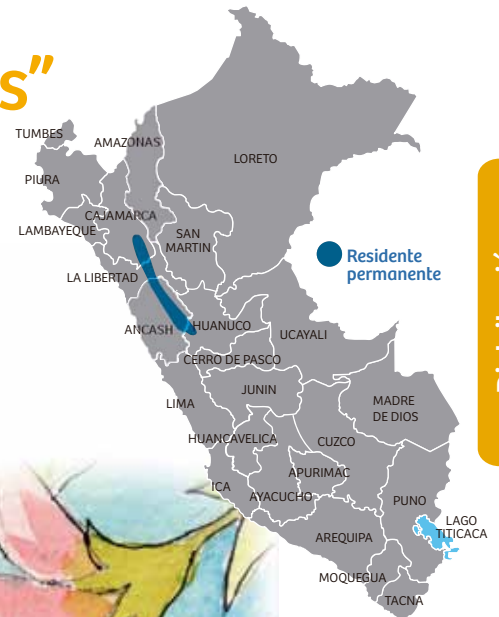 s”
TUMBES
AMAZONAS
LORETO
PIURA
CAJAMARCA
LAMBAYEQUE
SAN
MARTIN
Residente
permanente
LA LIBERTAD
ANCASH
HUANUCO
UCAYALI
CERRO DE PASCO
JUNIN
LIMA
MADRE
DE DIOS
HUANCAVELICA
CUZCO
APURIMAC
ICA
AYACUCHO
PUNO
LAGO
TITICACA
AREQUIPA
MOQUEGUA
TACNA